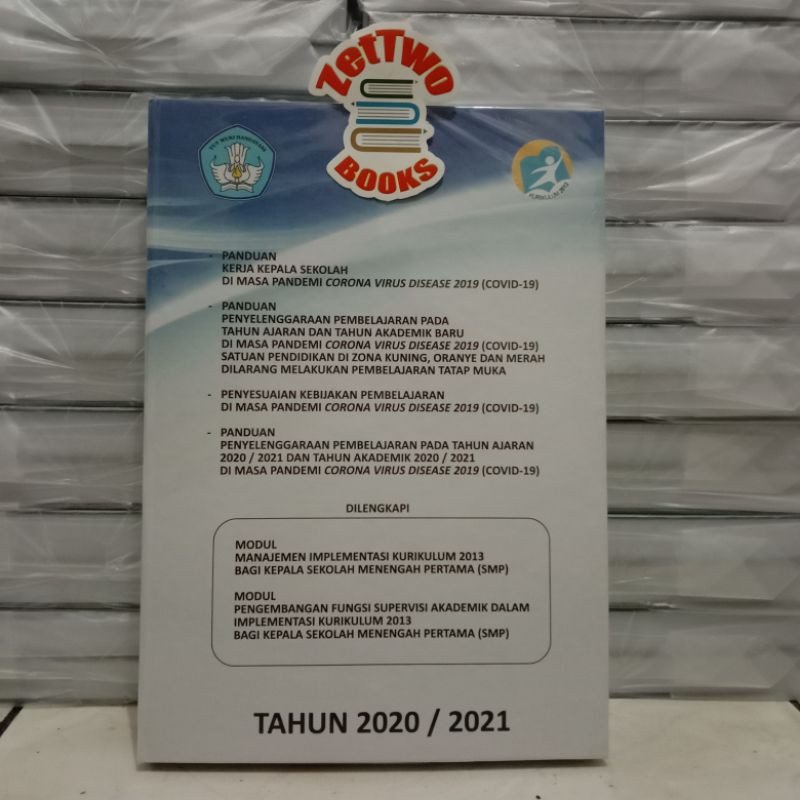 ZetTwo
BOOKS
TUT WURI HANDAYANI
KURIKULUM 2013
- PANDUAN
KERJA KEPALA SEKOLAH
DI MASA PANDEMI CORONA VIRUS DISEASE 2019 (COVID-19)
- PANDUAN
PENYELENGGARAAN PEMBELAJARAN PADA
TAHUN AJARAN DAN TAHUN AKADEMIK BARU
DI MASA PANDEMI CORONA VIRUS DISEASE 2019 (COVID-19)
SATUAN PENDIDIKAN DI ZONA KUNING, ORANYE DAN MERAH
DILARANG MELAKUKAN PEMBELAJARAN TATAP MUKA
- PENYESUAIAN KEBIJAKAN PEMBELAJARAN
DI MASA PANDEMI CORONA VIRUS DISEASE 2019 (COVID-19)
- PANDUAN
PENYELENGGARAAN PEMBELAJARAN PADA TAHUN AJARAN
2020 / 2021 DAN TAHUN AKADEMIK 2020 / 2021
DI MASA PANDEMI CORONA VIRUS DISEASE 2019 (COVID-19)
DILENGKAPI
MODUL
MANAJEMEN IMPLEMENTASI KURIKULUM 2013
BAGI KEPALA SEKOLAH MENENGAH PERTAMA (SMP)
MODUL
PENGEMBANGAN FUNGSI SUPERVISI AKADEMIK DALAM
IMPLEMENTASI KURIKULUM 2013
BAGI KEPALA SEKOLAH MENENGAH PERTAMA (SMP)
TAHUN 2020 / 2021